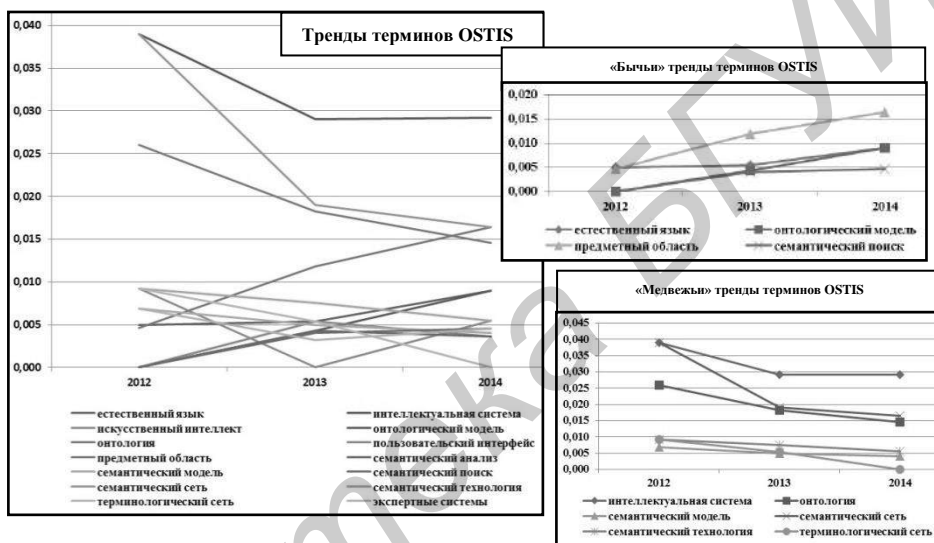 Тренды терминов OSTIS
0,040
0,035
0,030
0,025
0,020
0,015
0,010
0,005
0,000
2012 2013 2014
естественный язык интеллектуальная система
искусственный интеллект онтологический модель
онтология пользовательский интерфейс
предметный область семантический анализ
семантический модель семантический поиск
семантический сеть семантический технология
терминологический сеть экспертные системы
«Бычьи» тренды терминов OSTIS
0,020
0,015
0,010
0,005
0,000
2012 2013 2014
естественный язык онтологический модель
предметный область семантический поиск
«Медвежьи» тренды терминов OSTIS
0,045
0,040
0,035
0,030
0,025
0,020
0,015
0,010
0,005
0,000
2012 2013 2014
интеллектуальная система онтология
семантический модель семантический сеть
семантический технология терминологический сеть